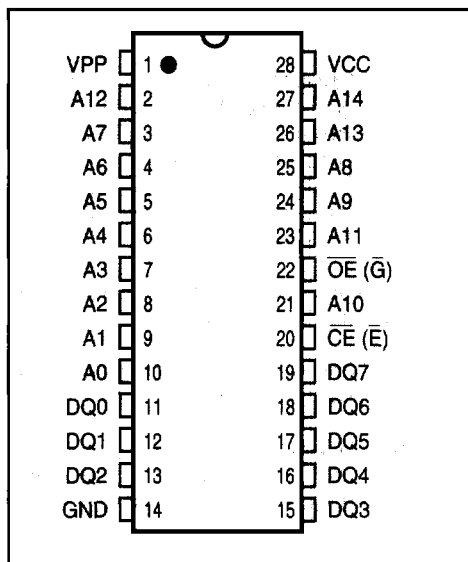 VPP 1 28 VCC
A12 2 27 A14
A7 3 26 A13
A6 4 25 A8
A5 5 24 A9
A4 6 23 A11
A3 7 22 O̅E̅ (G̅)
A2 8 21 A10
A1 9 20 C̅E̅ (E̅)
A0 10 19 DQ7
DQ0 11 18 DQ6
DQ1 12 17 DQ5
DQ2 13 16 DQ4
GND 14 15 DQ3